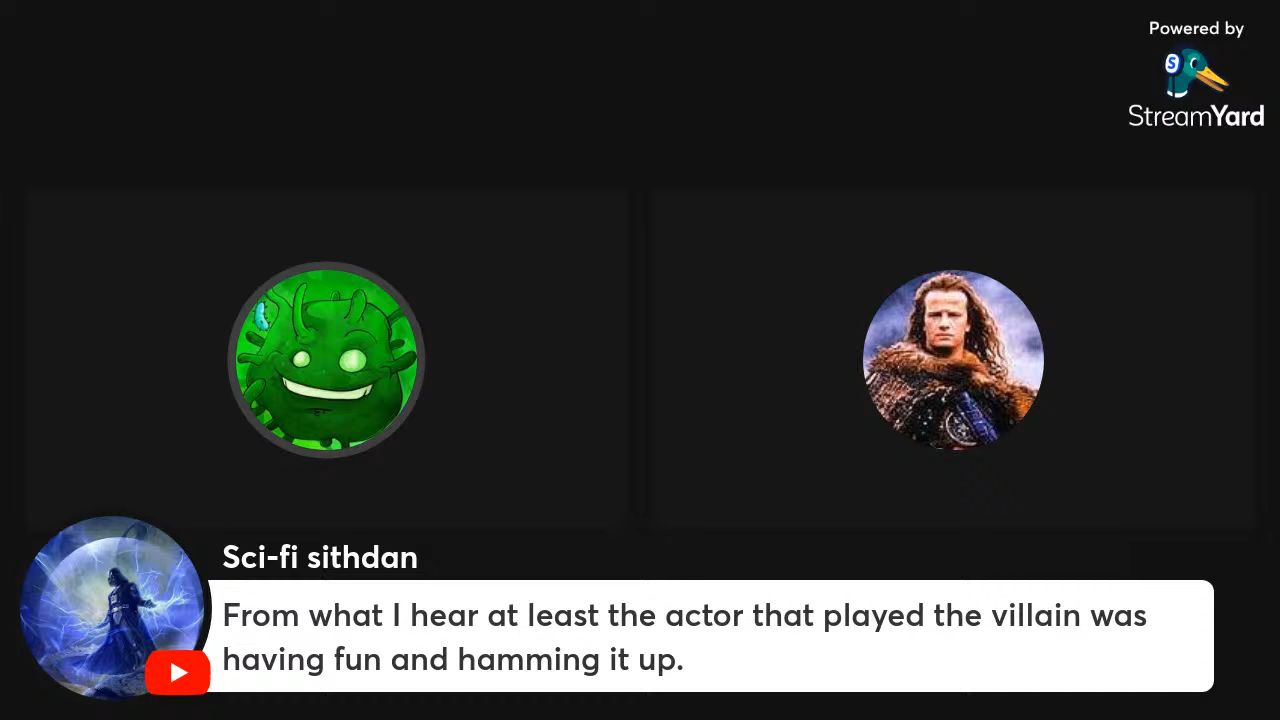 Powered by
S
StreamYard
Sci-fi sithdan
From what I hear at least the actor that played the villain was
having fun and hamming it up.